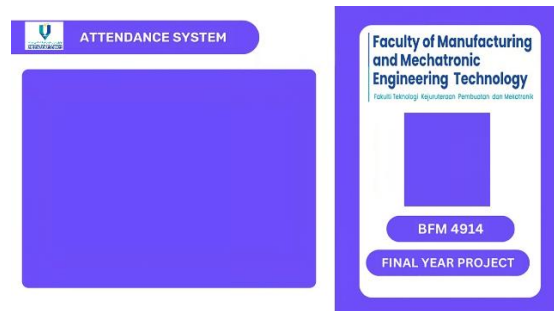 ATTENDANCE SYSTEM
Faculty of Manufacturing
and Mechatronic
Engineering Technology
Fakulti Teknologi Kejuruteraan Pembuatan dan Mekatronik
BFM 4914
FINAL YEAR PROJECT